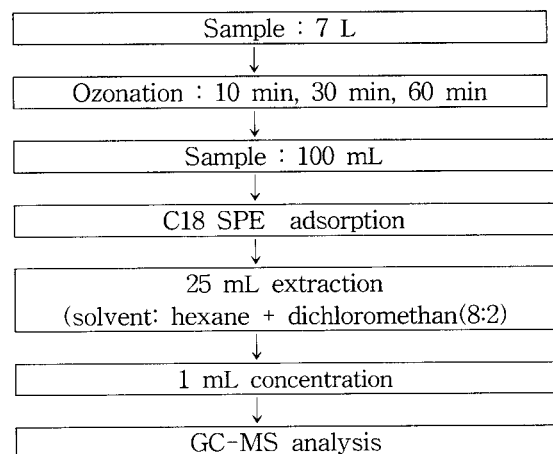 Sample : 7 L
Ozonation : 10 min, 30 min, 60 min
Sample : 100 mL
C18 SPE adsorption
25 mL extraction
(solvent: hexane + dichloromethan(8:2)
1 mL concentration
GC-MS analysis